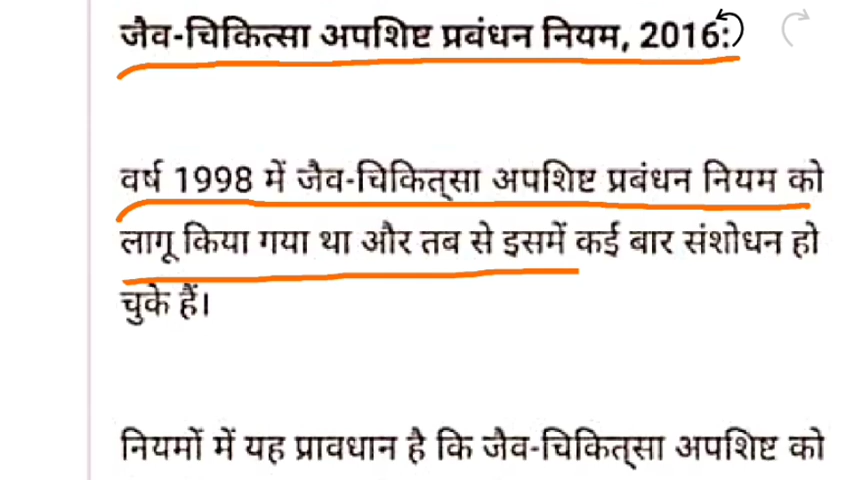 जैव-चिकित्सा अपशिष्ट प्रबंधन नियम, 2016:
वर्ष 1998 में जैव-चिकित्‌सा अपशिष्ट प्रबंधन नियम को
लागू किया गया था और तब से इसमें कई बार संशोधन हो
चुके हैं।
नियमों में यह प्रावधान है कि जैव-चिकित्‌सा अपशिष्ट को